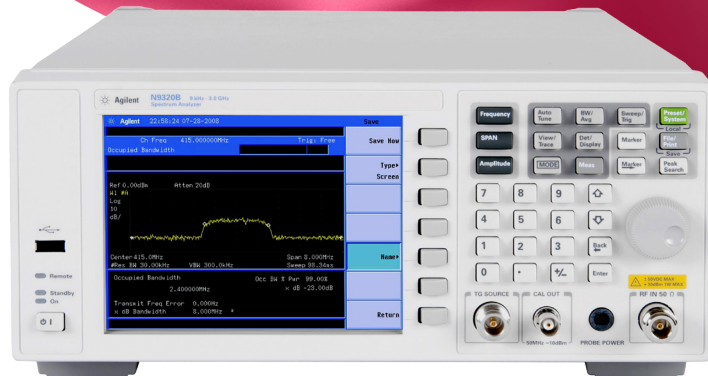 Agilent N9320B 9 kHz - 3.0 GHz
Spectrum Analyzer
Agilent 22:58:24 07-28-2008 Save
Ch Freq 415.00000MHz Trig: Free
Occupied Bandwidth
Save Now
Type▸
Screen
Ref 0.00dBm Atten 20dB
W1 #A
Log
10
dB/
Center 415.0MHz Span 8.000MHz
#Res BW 30.00kHz VBW 300.0kHz Sweep 98.34ms
Name▸
Occupied Bandwidth Occ BW % Pwr 99.00%
2.400000MHz x dB -23.00dB
Transmit Freq Error 0.000Hz
x dB Bandwidth 8.000MHz *
Return
Remote
Standby
On
Frequency
Auto
Tune
BW/
Avg
Sweep/
Trig
Preset/
System
Local
SPAN
View/
Trace
Det/
Display
Marker
File/
Print
Save
Amplitude
MODE
Meas
Marker
Peak
Search
7 8 9
4 5 6
1 2 3 Back
0 · +/- Enter
RF IN 50 Ω
TG SOURCE
CAL OUT
50MHz -10dBm
PROBE POWER